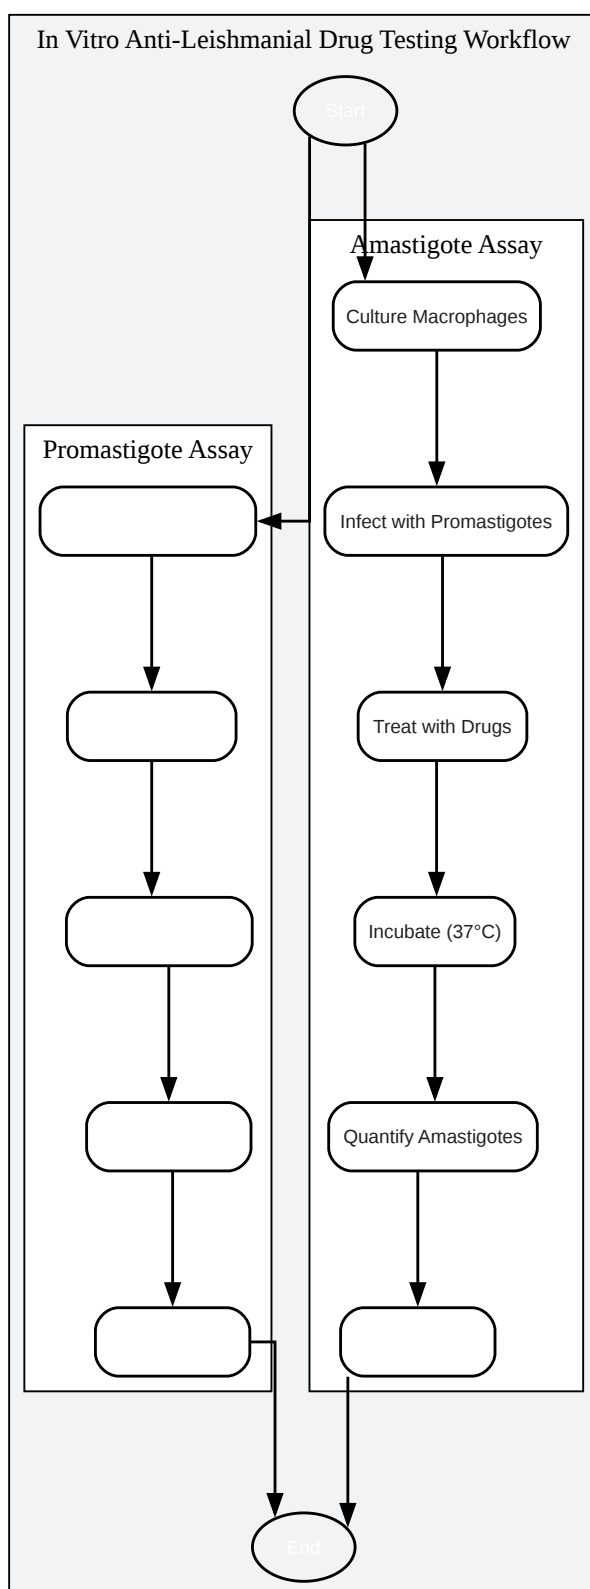 In Vitro Anti-Leishmanial Drug Testing Workflow
Start
Amastigote Assay
Culture Macrophages
Promastigote Assay
Infect with Promastigotes
Treat with Drugs
Incubate (37°C)
Quantify Amastigotes
End